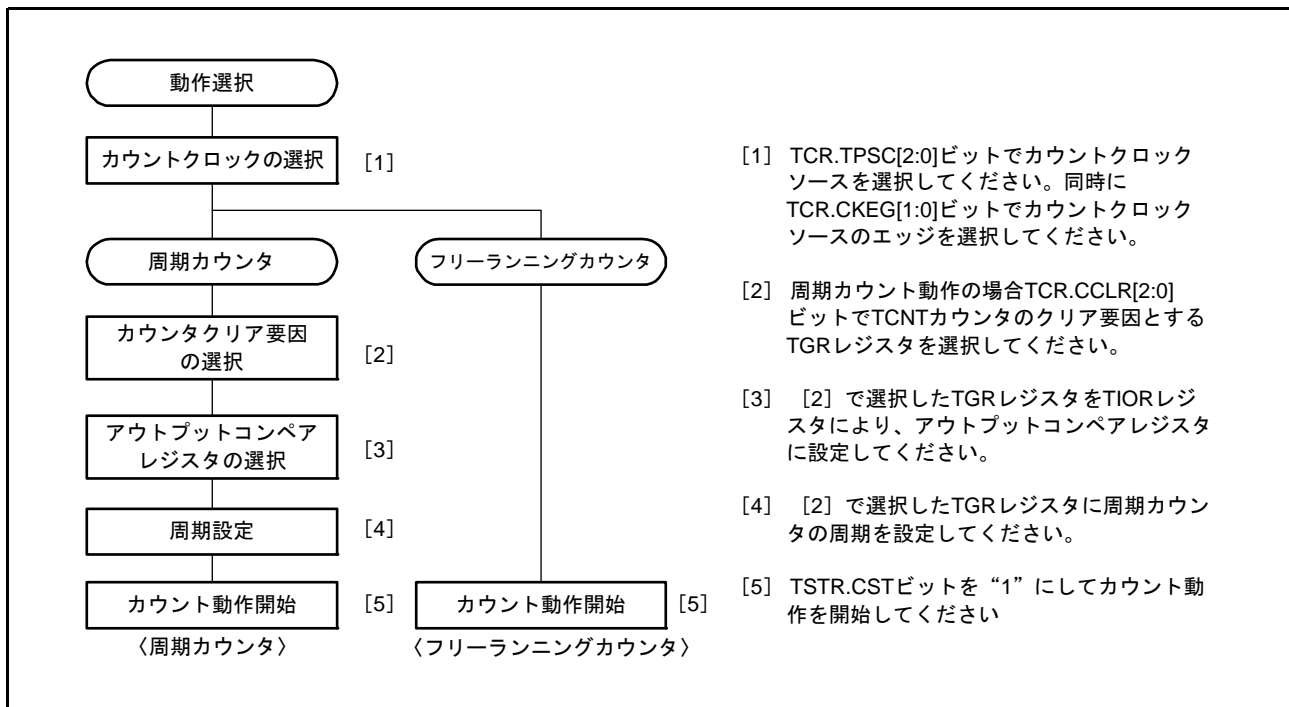 動作選択
カウントクロックの選択 [1]
周期カウンタ
フリーランニングカウンタ
カウンタクリア要因
の選択
[2]
アウトプットコンペア
レジスタの選択
[3]
周期設定 [4]
カウント動作開始 [5]
カウント動作開始 [5]
〈周期カウンタ〉
〈フリーランニングカウンタ〉
[1] TCR.TPSC[2:0]ビットでカウントクロック
ソースを選択してください。同時に
TCR.CKEG[1:0]ビットでカウントクロック
ソースのエッジを選択してください。
[2] 周期カウント動作の場合TCR.CCLR[2:0]
ビットでTCNTカウンタのクリア要因とする
TGRレジスタを選択してください。
[3] [2]で選択したTGRレジスタをTIORレジ
スタにより、アウトプットコンペアレジスタ
に設定してください。
[4] [2]で選択したTGRレジスタに周期カウン
タの周期を設定してください。
[5] TSTR.CSTビットを“1”にしてカウント動
作を開始してください